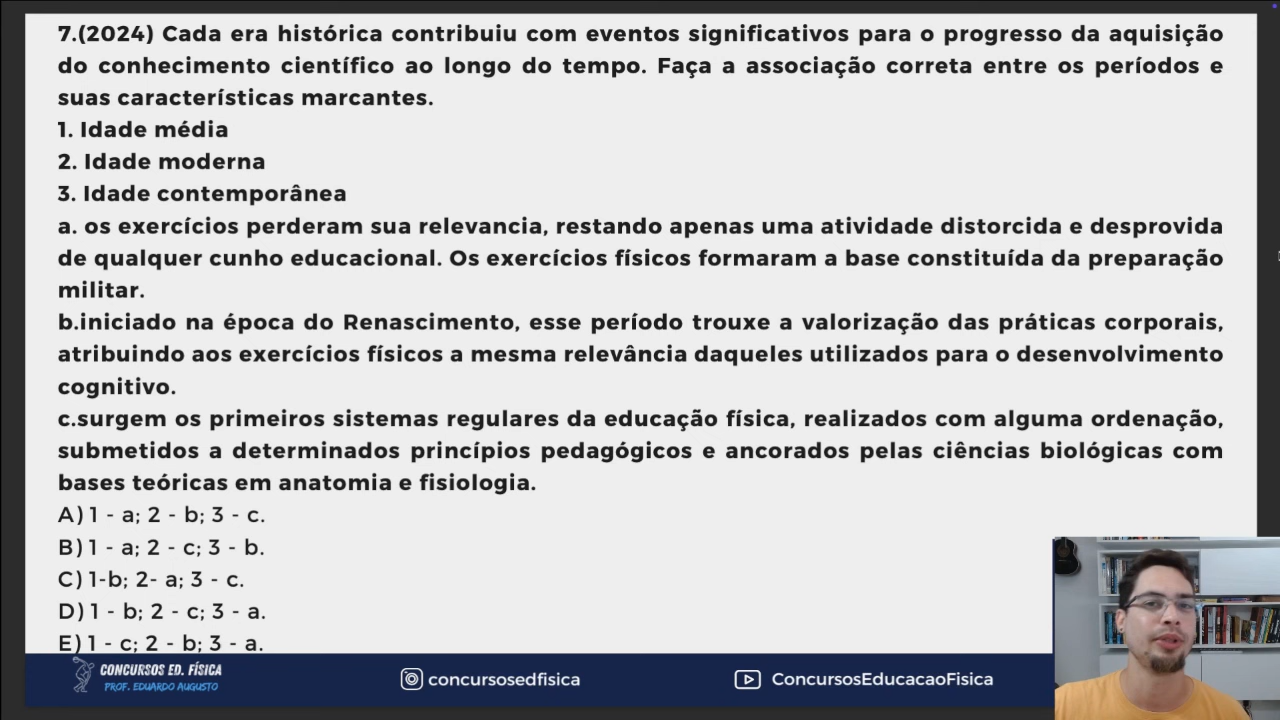 7.(2024) Cada era histórica contribuiu com eventos significativos para o progresso da aquisição
do conhecimento científico ao longo do tempo. Faça a associação correta entre os períodos e
suas características marcantes.
1. Idade média
2. Idade moderna
3. Idade contemporânea
a. os exercícios perderam sua relevancia, restando apenas uma atividade distorcida e desprovida
de qualquer cunho educacional. Os exercícios físicos formaram a base constituída da preparação
militar.
b.iniciado na época do Renascimento, esse período trouxe a valorização das práticas corporais,
atribuindo aos exercícios físicos a mesma relevância daqueles utilizados para o desenvolvimento
cognitivo.
c.surgem os primeiros sistemas regulares da educação física, realizados com alguma ordenação,
submetidos a determinados princípios pedagógicos e ancorados pelas ciências biológicas com
bases teóricas em anatomia e fisiologia.
A) 1 - a; 2 - b; 3 - c.
B) 1 - a; 2 - c; 3 - b.
C) 1-b; 2- a; 3 - c.
D) 1 - b; 2 - c; 3 - a.
E) 1 - c; 2 - b; 3 - a.
CONCURSOS ED. FÍSICA
PROF. EDUARDO AUGUSTO
concursosedfisica
ConcursosEducacaoFisica